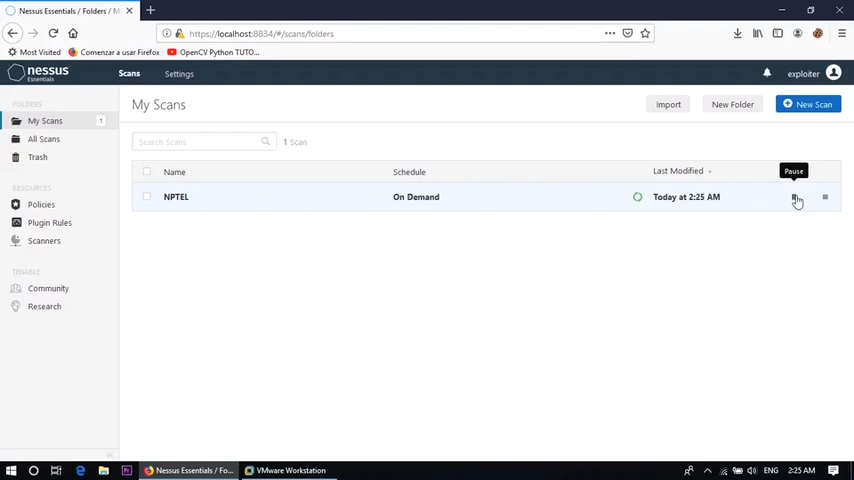 Nessus Essentials / Folders / M
https://localhost:8834/#/scans/folders
Most Visited Comenzar a usar Firefox OpenCV Python TUTO...
nessus
Essentials
Scans Settings exploiter
FOLDERS
My Scans 1
All Scans
Trash
RESOURCES
Policies
Plugin Rules
Scanners
TENABLE
Community
Research
My Scans
Import New Folder New Scan
Search Scans 1 Scan
Name Schedule Last Modified
Pause
NPTEL On Demand Today at 2:25 AM
Nessus Essentials / Fo... VMware Workstation ENG 2:25 AM